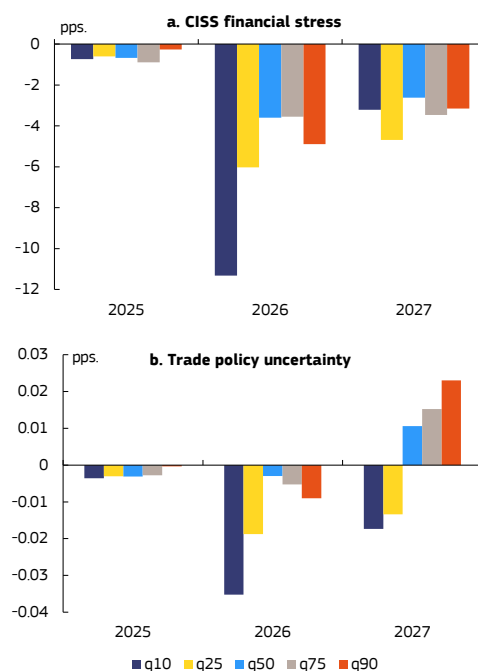 a. CISS financial stress
pps.
0
-2
-4
-6
-8
-10
-12
2025 2026 2027
b. Trade policy uncertainty
pps.
0.03
0.02
0.01
0
-0.01
-0.02
-0.03
-0.04
2025 2026 2027
q10 q25 q50 q75 q90